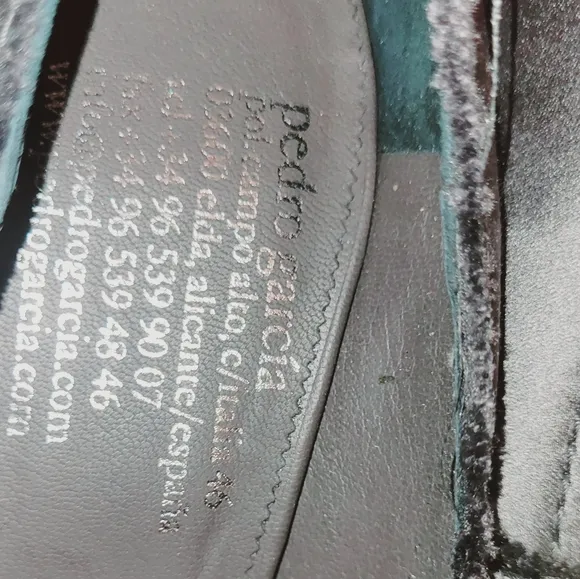 pedro garcía
pol. campo alto, c/italia 46
03600 elda, alicante/españa
tel. +34 96 539 90 07
fax +34 96 539 48 46
info@pedrogarcia.com
www.pedrogarcia.com